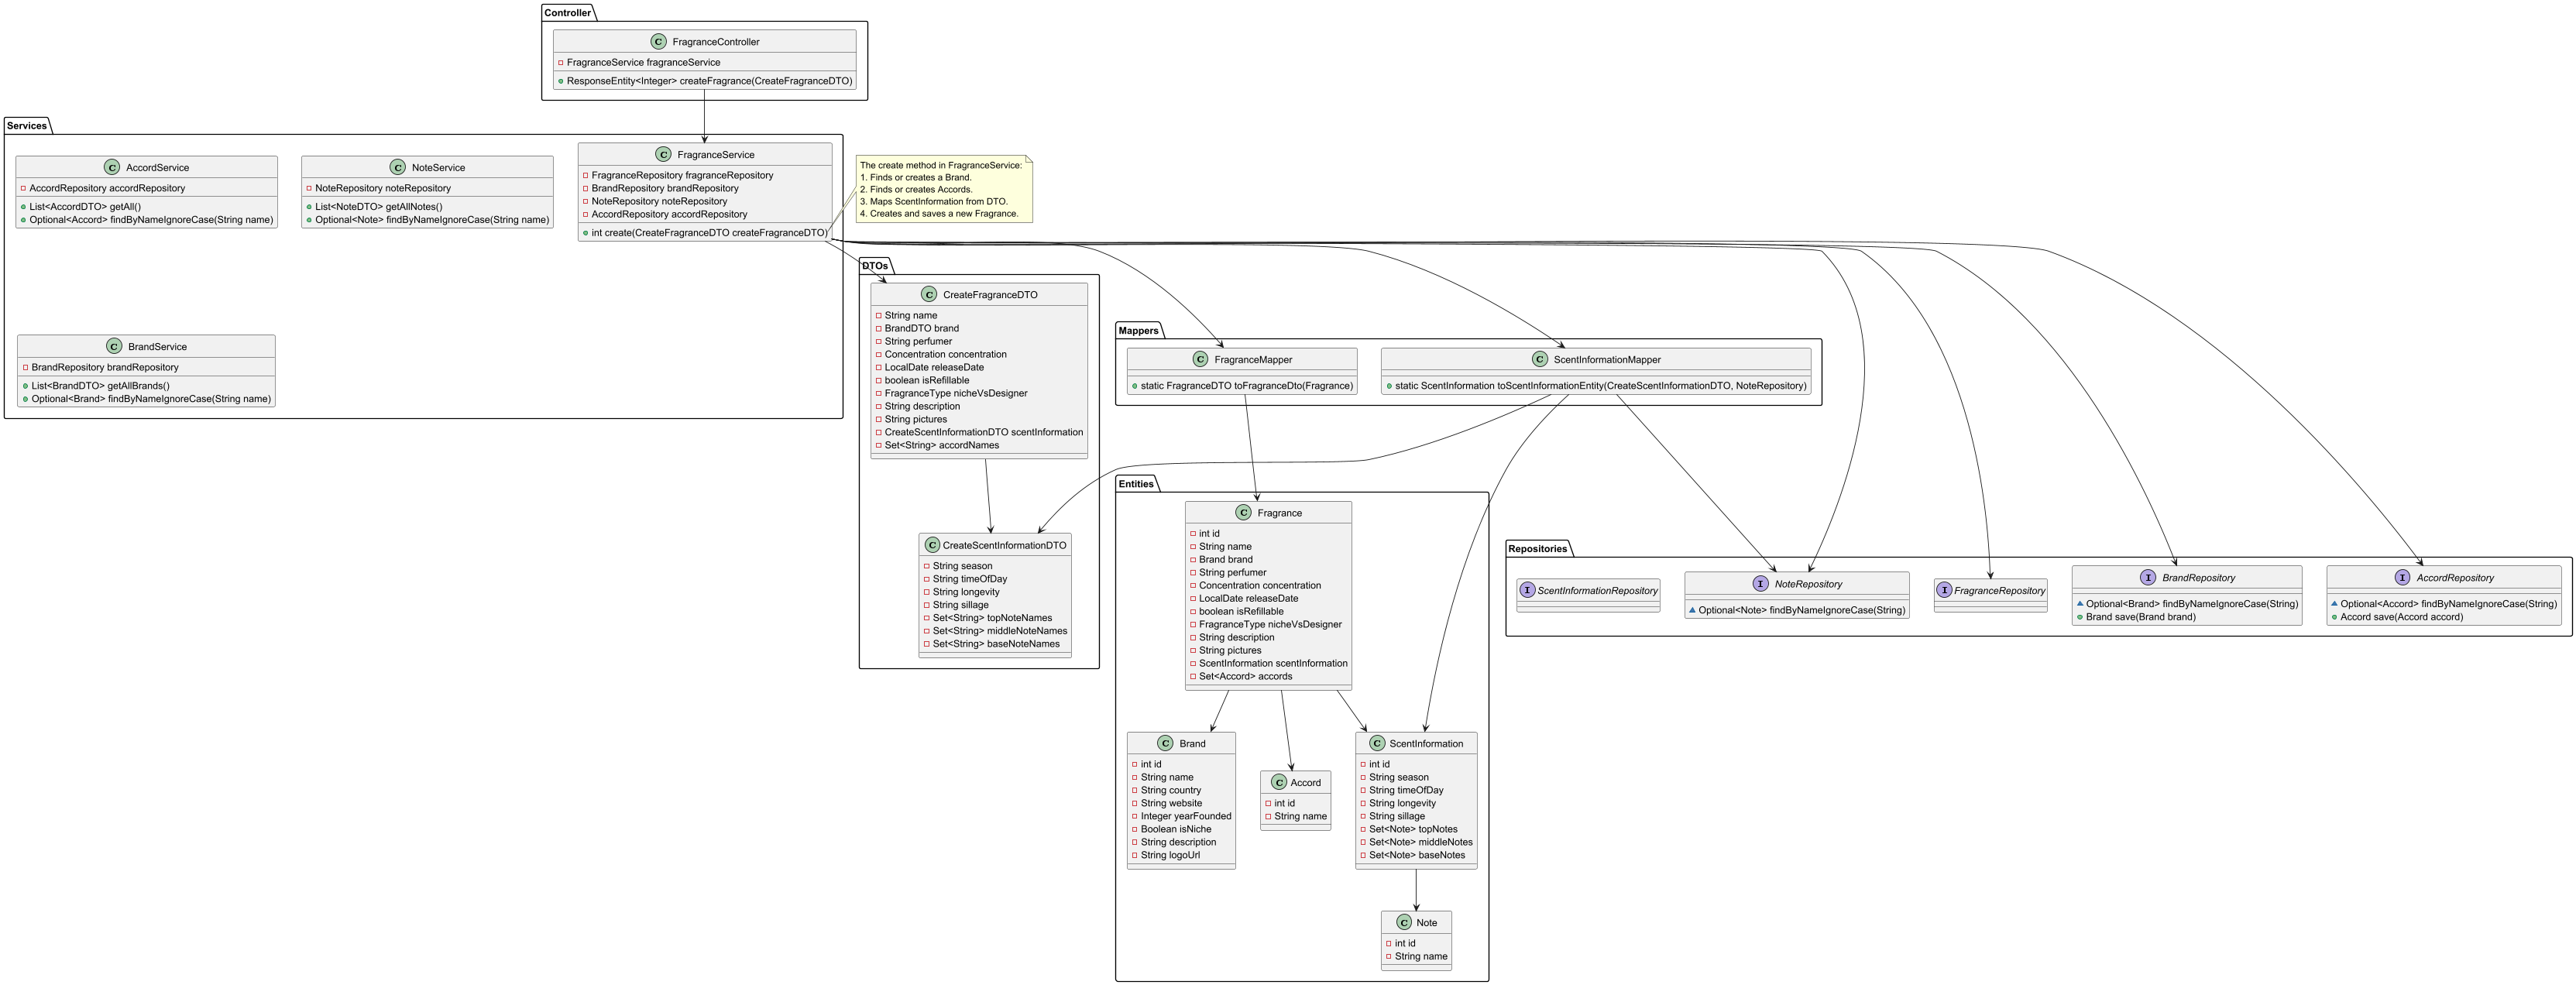 Controller
FragranceController
FragranceService fragranceService
ResponseEntity<Integer> createFragrance(CreateFragranceDTO)
Services
AccordService
AccordRepository accordRepository
List<AccordDTO> getAll()
Optional<Accord> findByNameIgnoreCase(String name)
NoteService
NoteRepository noteRepository
List<NoteDTO> getAllNotes()
Optional<Note> findByNameIgnoreCase(String name)
FragranceService
FragranceRepository fragranceRepository
BrandRepository brandRepository
NoteRepository noteRepository
AccordRepository accordRepository
int create(CreateFragranceDTO createFragranceDTO)
The create method in FragranceService:
1. Finds or creates a Brand.
2. Finds or creates Accords.
3. Maps ScentInformation from DTO.
4. Creates and saves a new Fragrance.
BrandService
BrandRepository brandRepository
List<BrandDTO> getAllBrands()
Optional<Brand> findByNameIgnoreCase(String name)
DTOs
CreateFragranceDTO
String name
BrandDTO brand
String perfumer
Concentration concentration
LocalDate releaseDate
boolean isRefillable
FragranceType nicheVsDesigner
String description
String pictures
CreateScentInformationDTO scentInformation
Set<String> accordNames
CreateScentInformationDTO
String season
String timeOfDay
String longevity
String sillage
Set<String> topNoteNames
Set<String> middleNoteNames
Set<String> baseNoteNames
Mappers
FragranceMapper
static FragranceDTO toFragranceDto(Fragrance)
ScentInformationMapper
static ScentInformation toScentInformationEntity(CreateScentInformationDTO, NoteRepository)
Entities
Fragrance
int id
String name
Brand brand
String perfumer
Concentration concentration
LocalDate releaseDate
boolean isRefillable
FragranceType nicheVsDesigner
String description
String pictures
ScentInformation scentInformation
Set<Accord> accords
Brand
int id
String name
String country
String website
Integer yearFounded
Boolean isNiche
String description
String logoUrl
Accord
int id
String name
ScentInformation
int id
String season
String timeOfDay
String longevity
String sillage
Set<Note> topNotes
Set<Note> middleNotes
Set<Note> baseNotes
Note
int id
String name
Repositories
ScentInformationRepository
NoteRepository
Optional<Note> findByNameIgnoreCase(String)
FragranceRepository
BrandRepository
Optional<Brand> findByNameIgnoreCase(String)
Brand save(Brand brand)
AccordRepository
Optional<Accord> findByNameIgnoreCase(String)
Accord save(Accord accord)